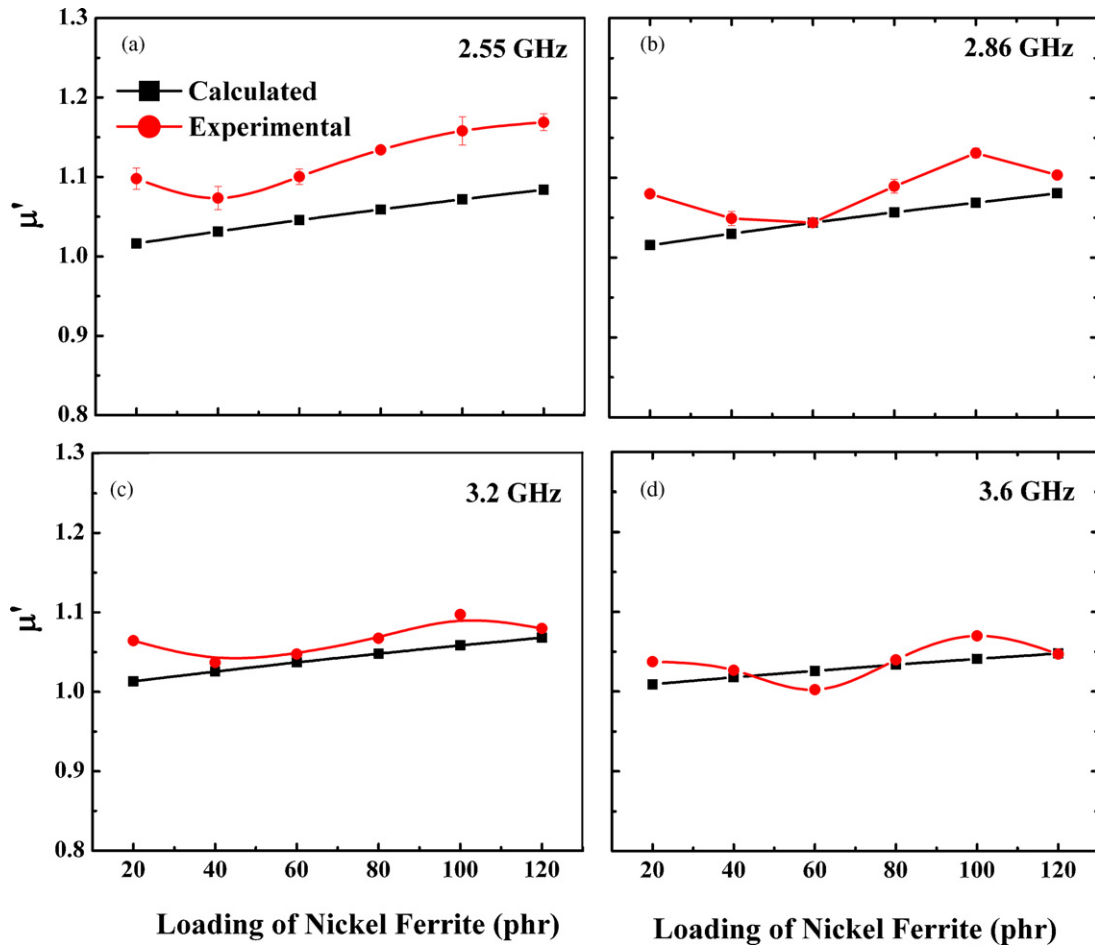 1.3
(a)
2.55 GHz
Calculated
Experimental
1.2
1.1
1.0
0.9
0.8
μ'
(b)
2.86 GHz
1.3
(c)
3.2 GHz
1.2
1.1
1.0
0.9
0.8
μ'
20 40 60 80 100 120
Loading of Nickel Ferrite (phr)
(d)
3.6 GHz
20 40 60 80 100 120
Loading of Nickel Ferrite (phr)